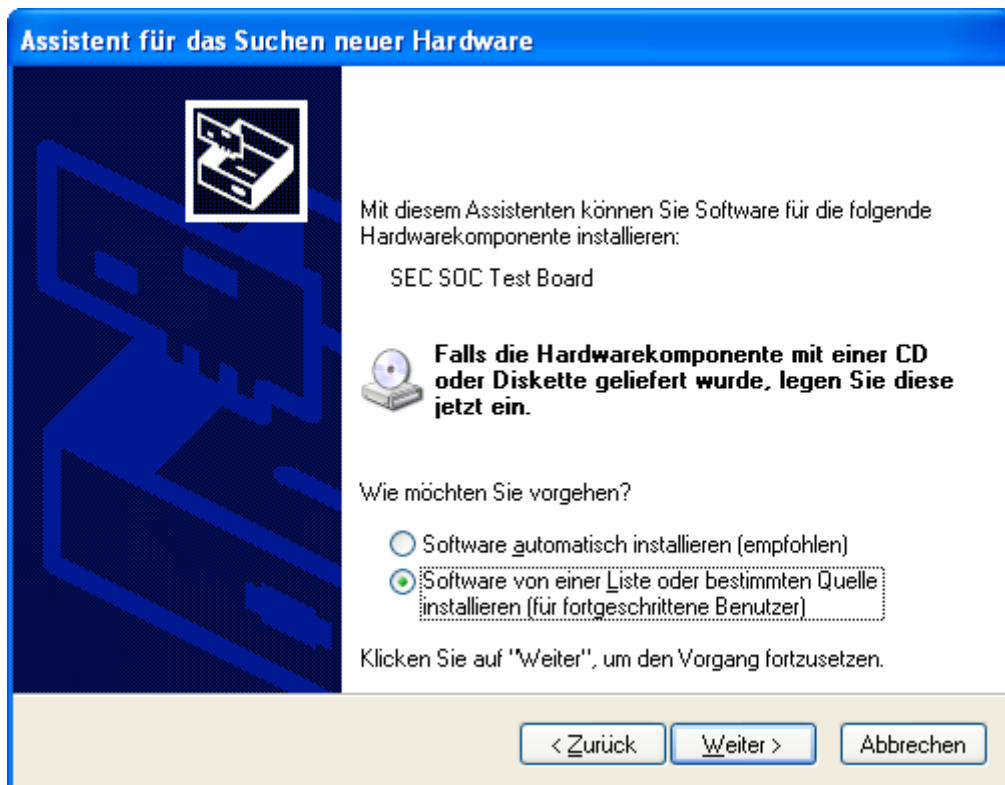 Assistent für das Suchen neuer Hardware
Mit diesem Assistenten können Sie Software für die folgende
Hardwarekomponente installieren:
SEC SOC Test Board
Falls die Hardwarekomponente mit einer CD
oder Diskette geliefert wurde, legen Sie diese
jetzt ein.
Wie möchten Sie vorgehen?
Software automatisch installieren (empfohlen)
Software von einer Liste oder bestimmten Quelle
installieren (für fortgeschrittene Benutzer)
Klicken Sie auf "Weiter", um den Vorgang fortzusetzen.
< Zurück Weiter > Abbrechen